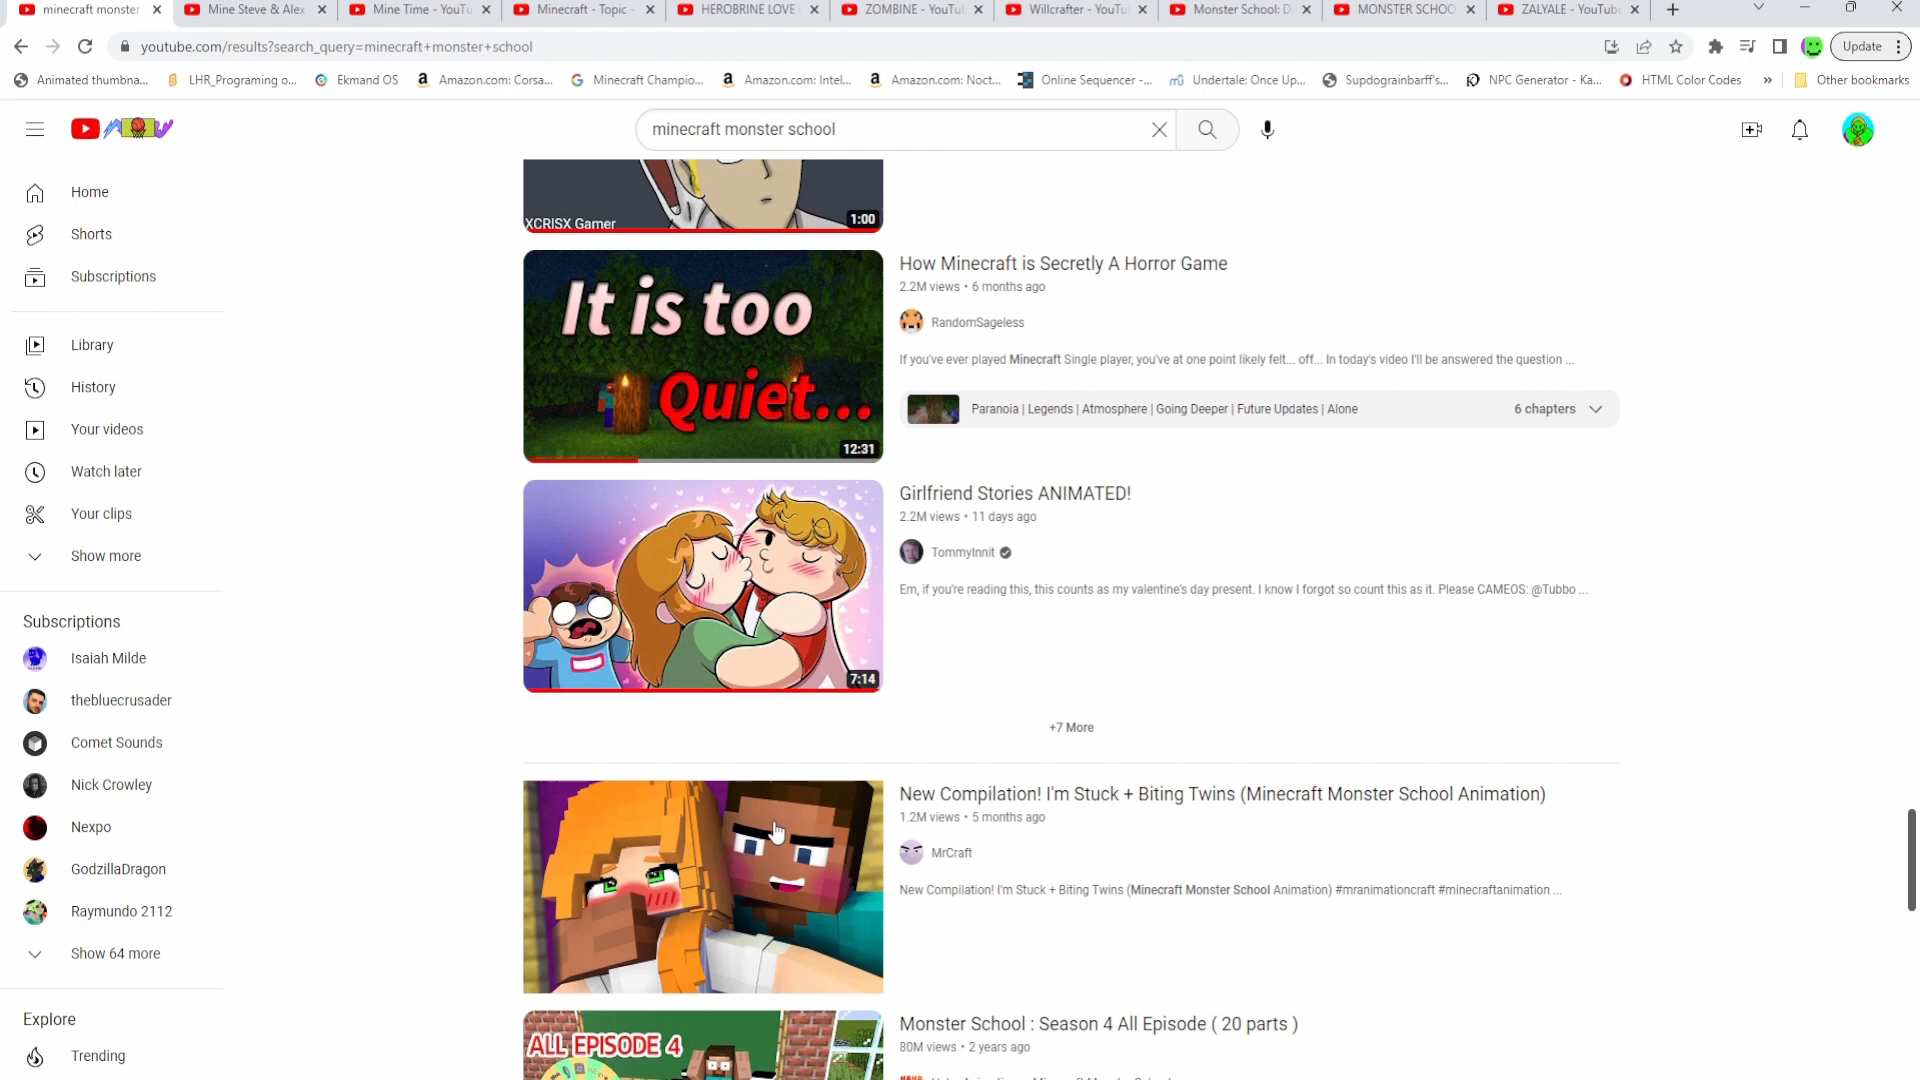 minecraft monster
Mine Steve & Alex
Mine Time - YouTu
Minecraft - Topic -
HEROBRINE LOVE
ZOMBINE - YouTu
Willcrafter - YouTu
Monster School: D
MONSTER SCHOO
ZALYALE - YouTube
youtube.com/results?search_query=minecraft+monster+school
Update
Animated thumbna...
LHR_Programing o...
Ekmand OS
Amazon.com: Corsa...
Minecraft Champio...
Amazon.com: Intel...
Amazon.com: Noct...
Online Sequencer -...
Undertale: Once Up...
Supdograinbarff's...
NPC Generator - Ka...
HTML Color Codes
»
Other bookmarks
minecraft monster school
Home
Shorts
Subscriptions
Library
History
Your videos
Watch later
Your clips
Show more
Subscriptions
Isaiah Milde
thebluecrusader
Comet Sounds
Nick Crowley
Nexpo
GodzillaDragon
Raymundo 2112
Show 64 more
Explore
Trending
XCRISX Gamer
1:00
It is too
Quiet...
12:31
How Minecraft is Secretly A Horror Game
2.2M views • 6 months ago
RandomSageless
If you've ever played Minecraft Single player, you've at one point likely felt... off... In today's video I'll be answered the question ...
Paranoia | Legends | Atmosphere | Going Deeper | Future Updates | Alone
6 chapters
7:14
Girlfriend Stories ANIMATED!
2.2M views • 11 days ago
TommyInnit
Em, if you're reading this, this counts as my valentine's day present. I know I forgot so count this as it. Please CAMEOS: @Tubbo ...
+7 More
New Compilation! I'm Stuck + Biting Twins (Minecraft Monster School Animation)
1.2M views • 5 months ago
MrCraft
New Compilation! I'm Stuck + Biting Twins (Minecraft Monster School Animation) #mranimationcraft #minecraftanimation ...
ALL EPISODE 4
Monster School : Season 4 All Episode ( 20 parts )
80M views • 2 years ago